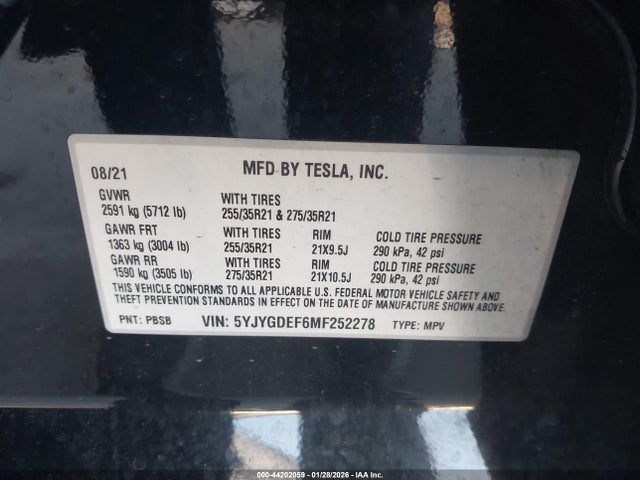 08/21 MFD BY TESLA, INC.
GVWR WITH TIRES
2591 kg (5712 lb) 255/35R21 & 275/35R21
GAWR FRT WITH TIRES RIM COLD TIRE PRESSURE
1363 kg (3004 lb) 255/35R21 21X9.5J 290 kPa, 42 psi
GAWR RR WITH TIRES RIM COLD TIRE PRESSURE
1590 kg (3505 lb) 275/35R21 21X10.5J 290 kPa, 42 psi
THIS VEHICLE CONFORMS TO ALL APPLICABLE U.S. FEDERAL MOTOR VEHICLE SAFETY AND
THEFT PREVENTION STANDARDS IN EFFECT ON THE DATE OF MANUFACTURE SHOWN ABOVE.
PNT: PBSB VIN: 5YJYGDEF6MF252278 TYPE: MPV
000-44202059 - 01/28/2026 - IAA Corp.